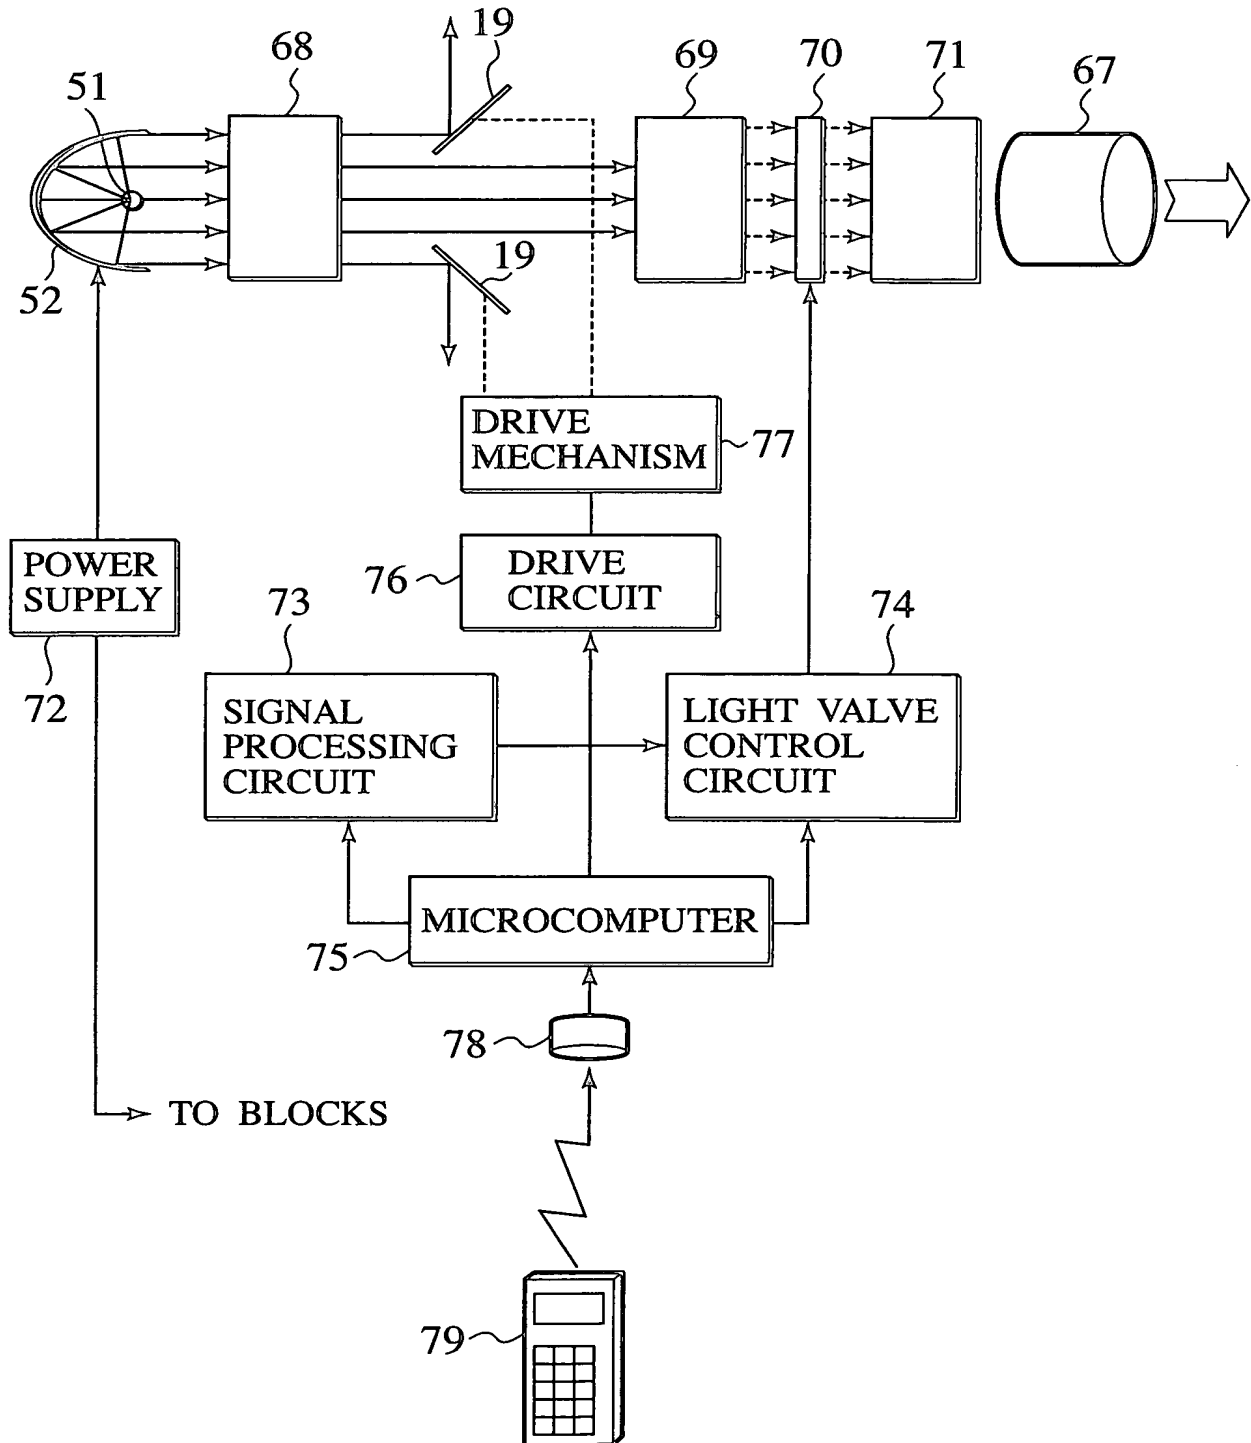 19
68
69
70
71
67
51
19
52
DRIVE
MECHANISM
77
POWER
SUPPLY
72
76
DRIVE
CIRCUIT
73
74
SIGNAL
PROCESSING
CIRCUIT
LIGHT VALVE
CONTROL
CIRCUIT
MICROCOMPUTER
75
78
TO BLOCKS
79